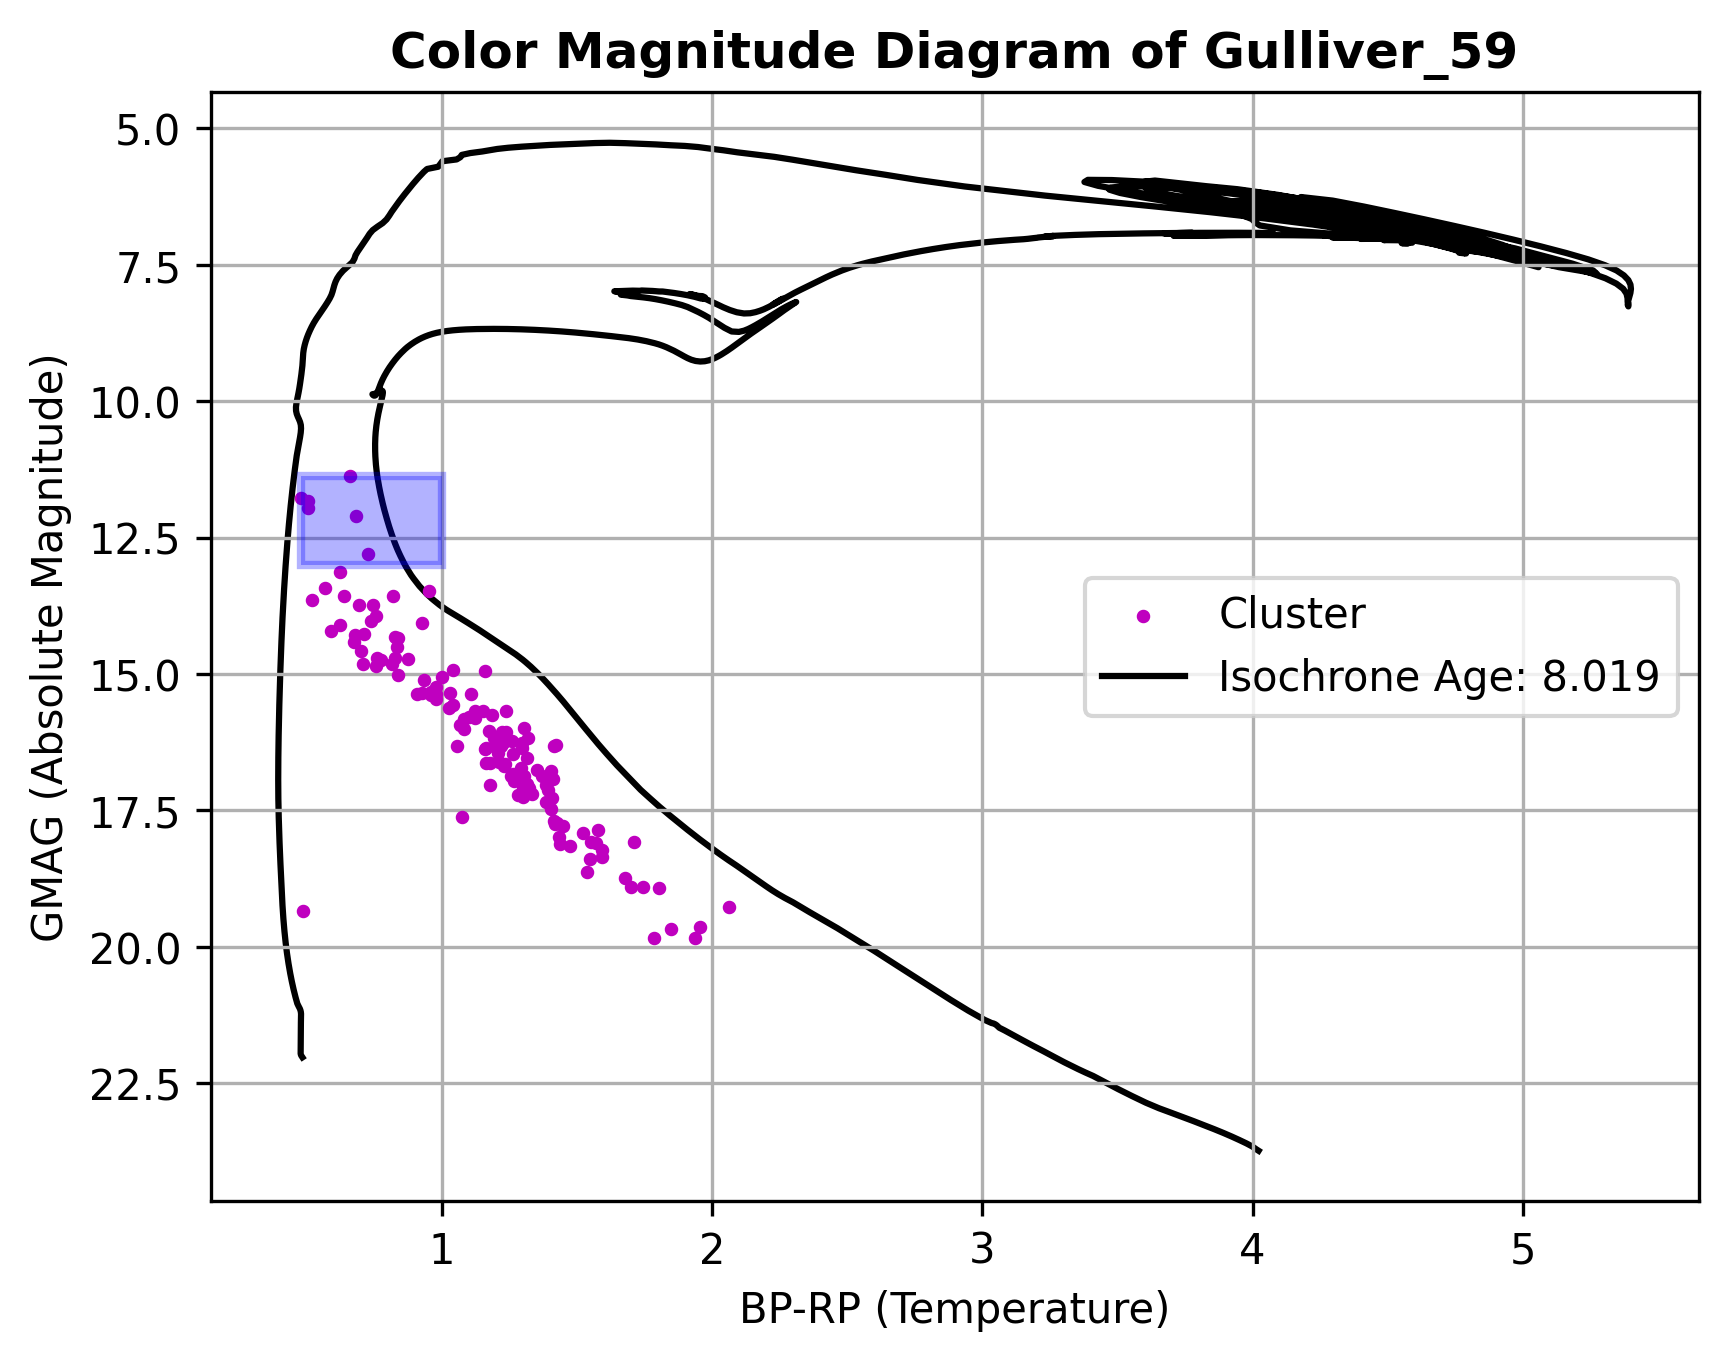 Color Magnitude Diagram of Gulliver_59
GMAG (Absolute Magnitude)
5.0
7.5
10.0
12.5
15.0
17.5
20.0
22.5
Cluster
Isochrone Age: 8.019
1 2 3 4 5
BP-RP (Temperature)